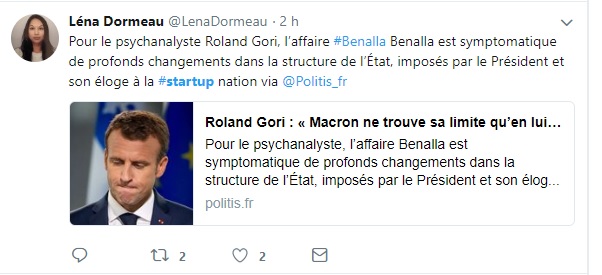 Léna Dormeau @LenaDormeau · 2 h
Pour le psychanalyste Roland Gori, l'affaire #Benalla Benalla est symptomatique
de profonds changements dans la structure de l'État, imposés par le Président et
son éloge à la #startup nation via @Politis_fr
Roland Gori : « Macron ne trouve sa limite qu'en lui…
Pour le psychanalyste, l'affaire Benalla est
symptomatique de profonds changements dans la
structure de l'État, imposés par le Président et son élog...
politis.fr
2 2